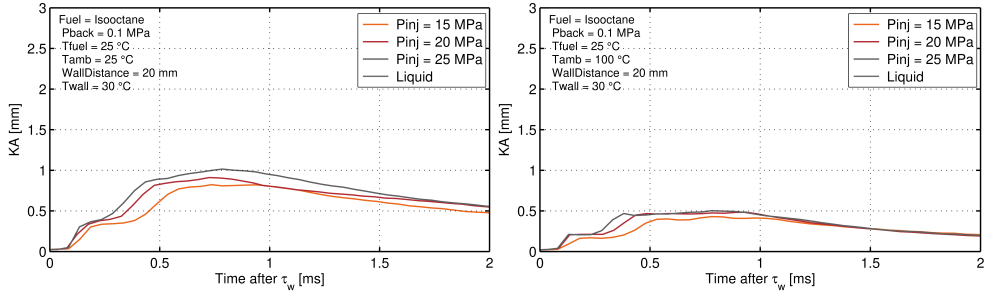 Fuel = Isooctane
Pback = 0.1 MPa
Tfuel = 25 °C
Tamb = 25 °C
WallDistance = 20 mm
Twall = 30 °C
Pinj = 15 MPa
Pinj = 20 MPa
Pinj = 25 MPa
Liquid
3
2.5
2
1.5
1
0.5
0
KA [mm]
0
0.5
1
1.5
2
Time after τw [ms]
Fuel = Isooctane
Pback = 0.1 MPa
Tfuel = 25 °C
Tamb = 100 °C
WallDistance = 20 mm
Twall = 30 °C
Pinj = 15 MPa
Pinj = 20 MPa
Pinj = 25 MPa
Liquid
3
2.5
2
1.5
1
0.5
0
KA [mm]
0
0.5
1
1.5
2
Time after τw [ms]